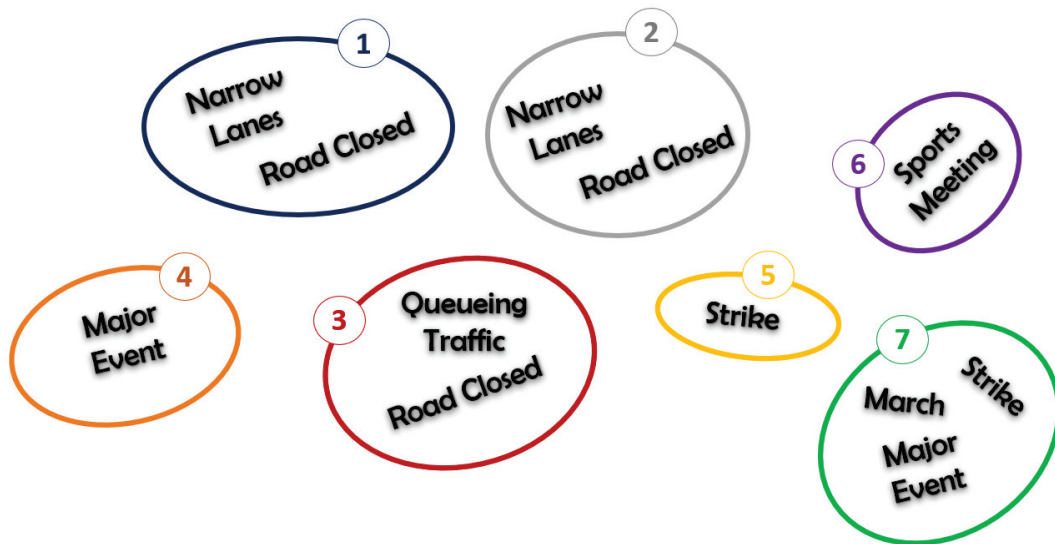 1
Narrow
Lanes
Road Closed
2
Narrow
Lanes
Road Closed
6
Sports
Meeting
4
Major
Event
3
Queueing
Traffic
Road Closed
5
Strike
7
March
Strike
Major
Event